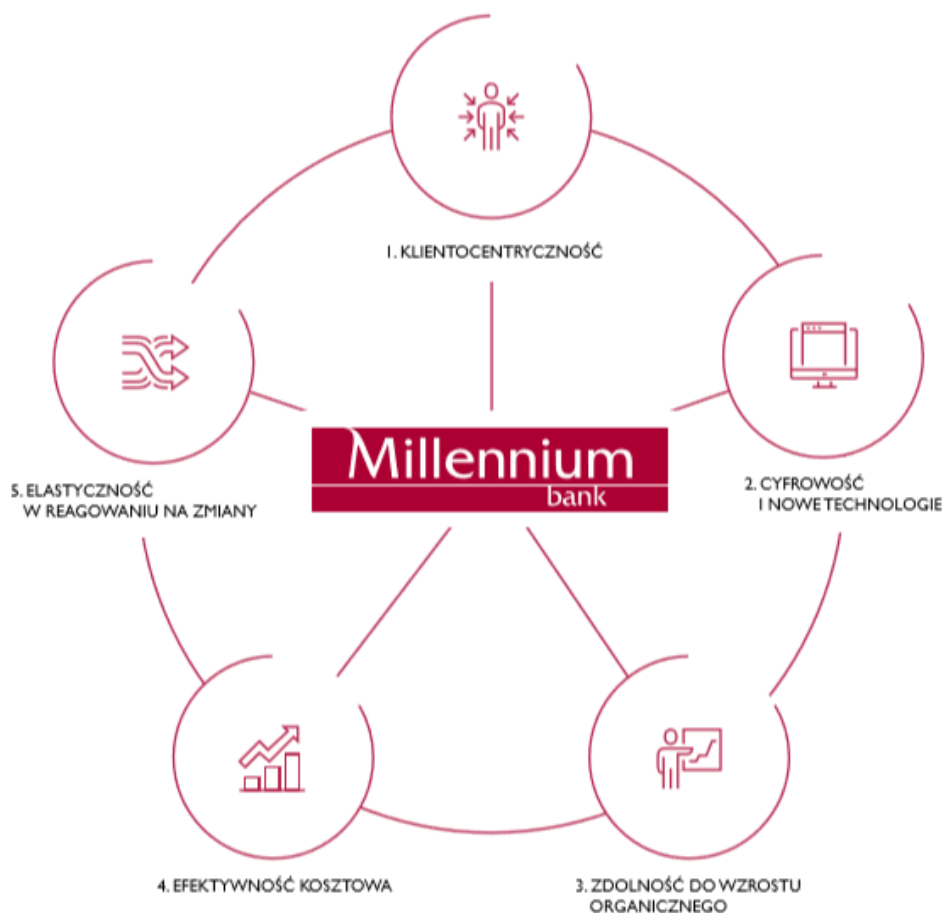 1. KLIENTOCENTRYCZNOŚĆ
Millennium
bank
2. CYFROWOŚĆ
I NOWE TECHNOLOGIE
3. ZDOLNOŚĆ DO WZROSTU
ORGANICZNEGO
4. EFEKTYWNOŚĆ KOSZTOWA
5. ELASTYCZNOŚĆ
W REAGOWANIU NA ZMIANY